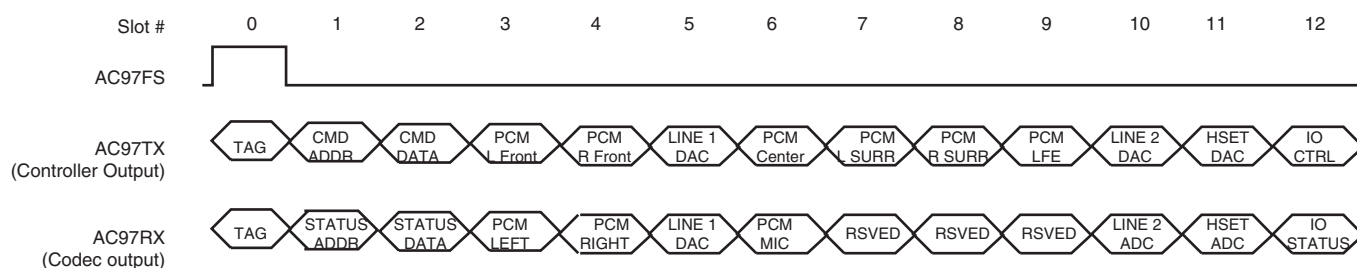 Slot # 0 1 2 3 4 5 6 7 8 9 10 11 12
AC97FS
AC97TX
(Controller Output)
TAG
CMD
ADDR
CMD
DATA
PCM
L Front
PCM
R Front
LINE 1
DAC
PCM
Center
PCM
L SURR
PCM
R SURR
PCM
LFE
LINE 2
DAC
HSET
DAC
IO
CTRL
AC97RX
(Codec output)
TAG
STATUS
ADDR
STATUS
DATA
PCM
LEFT
PCM
RIGHT
LINE 1
DAC
PCM
MIC
RSVED
RSVED
RSVED
LINE 2
ADC
HSET
ADC
IO
STATUS